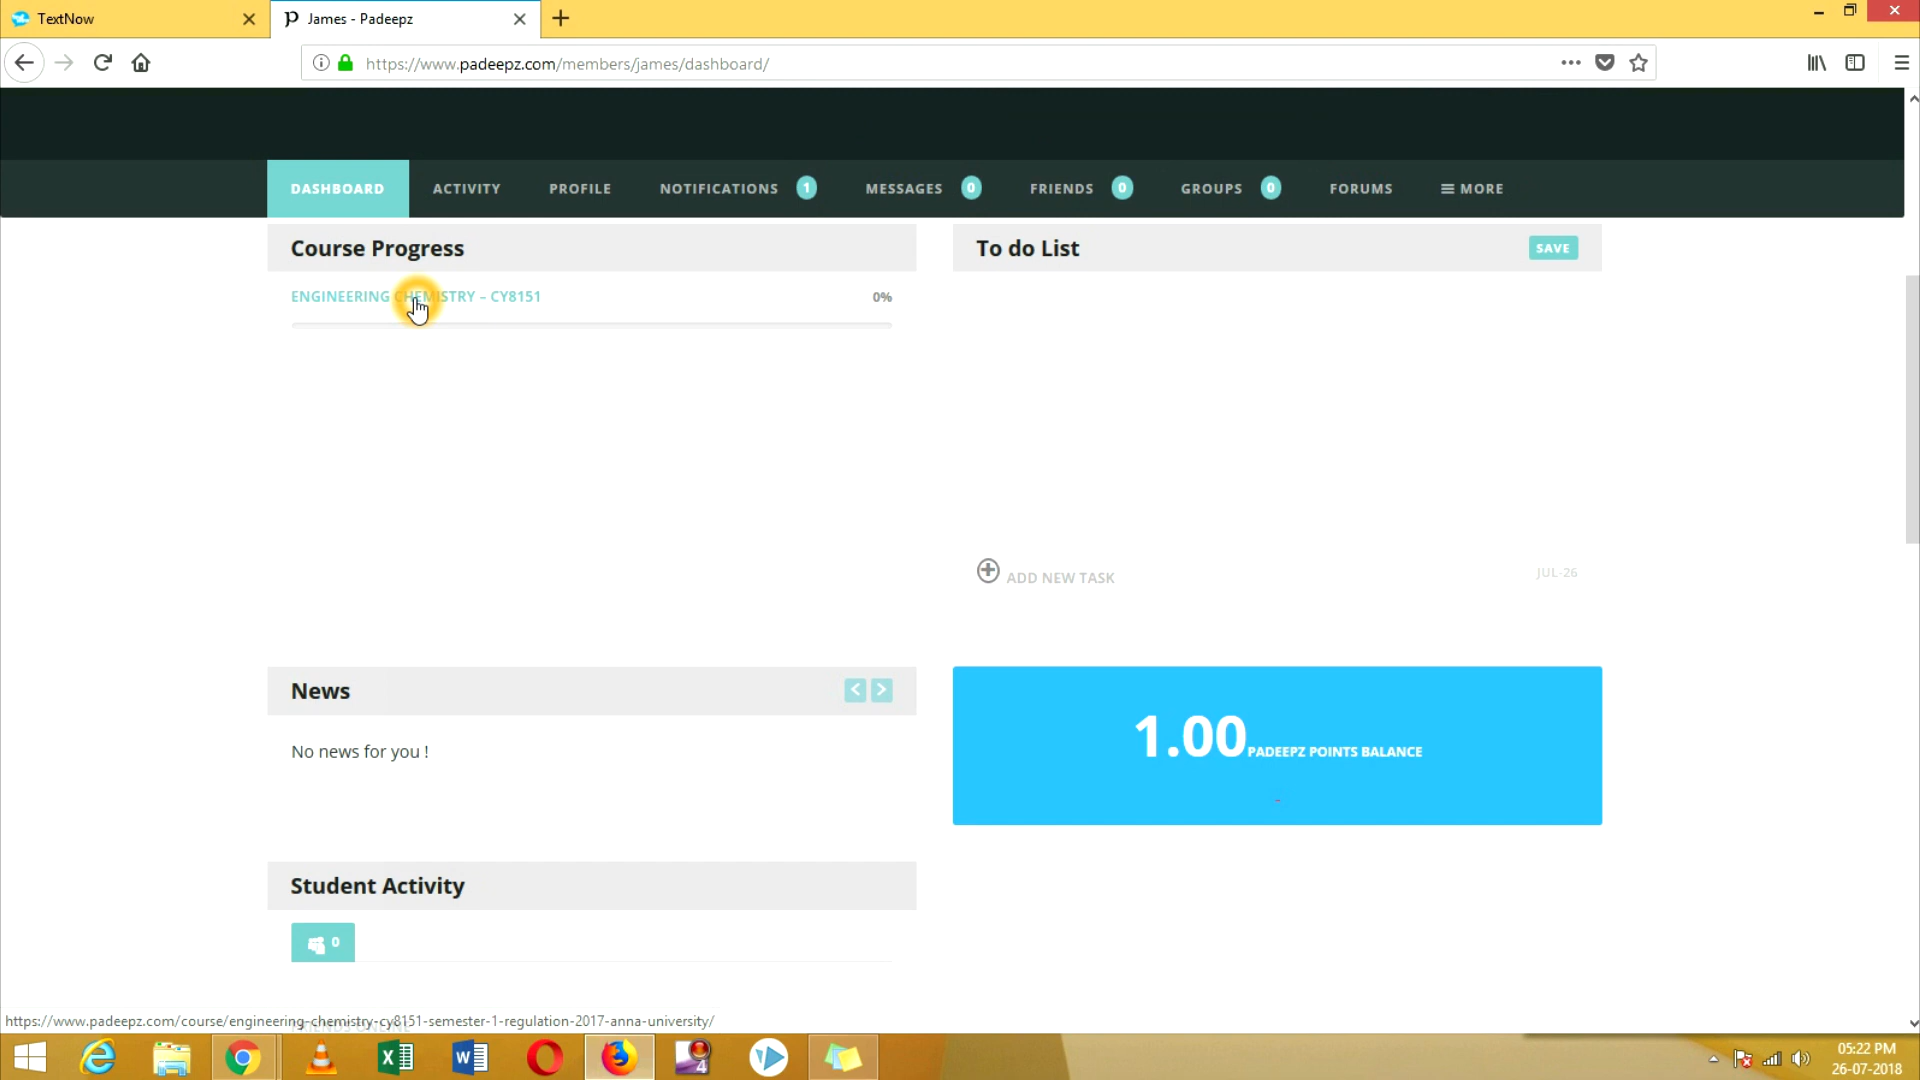 TextNow
James - Padeepz
https://www.padeepz.com/members/james/dashboard/
DASHBOARD ACTIVITY PROFILE NOTIFICATIONS 1 MESSAGES 0 FRIENDS 0 GROUPS 0 FORUMS MORE
Course Progress
ENGINEERING CHEMISTRY – CY8151 0%
To do List SAVE
ADD NEW TASK JUL-26
News
No news for you !
1.00 PADEEPZ POINTS BALANCE
Student Activity
0
https://www.padeepz.com/course/engineering-chemistry-cy8151-semester-1-regulation-2017-anna-university/
4
05:22 PM
26-07-2018